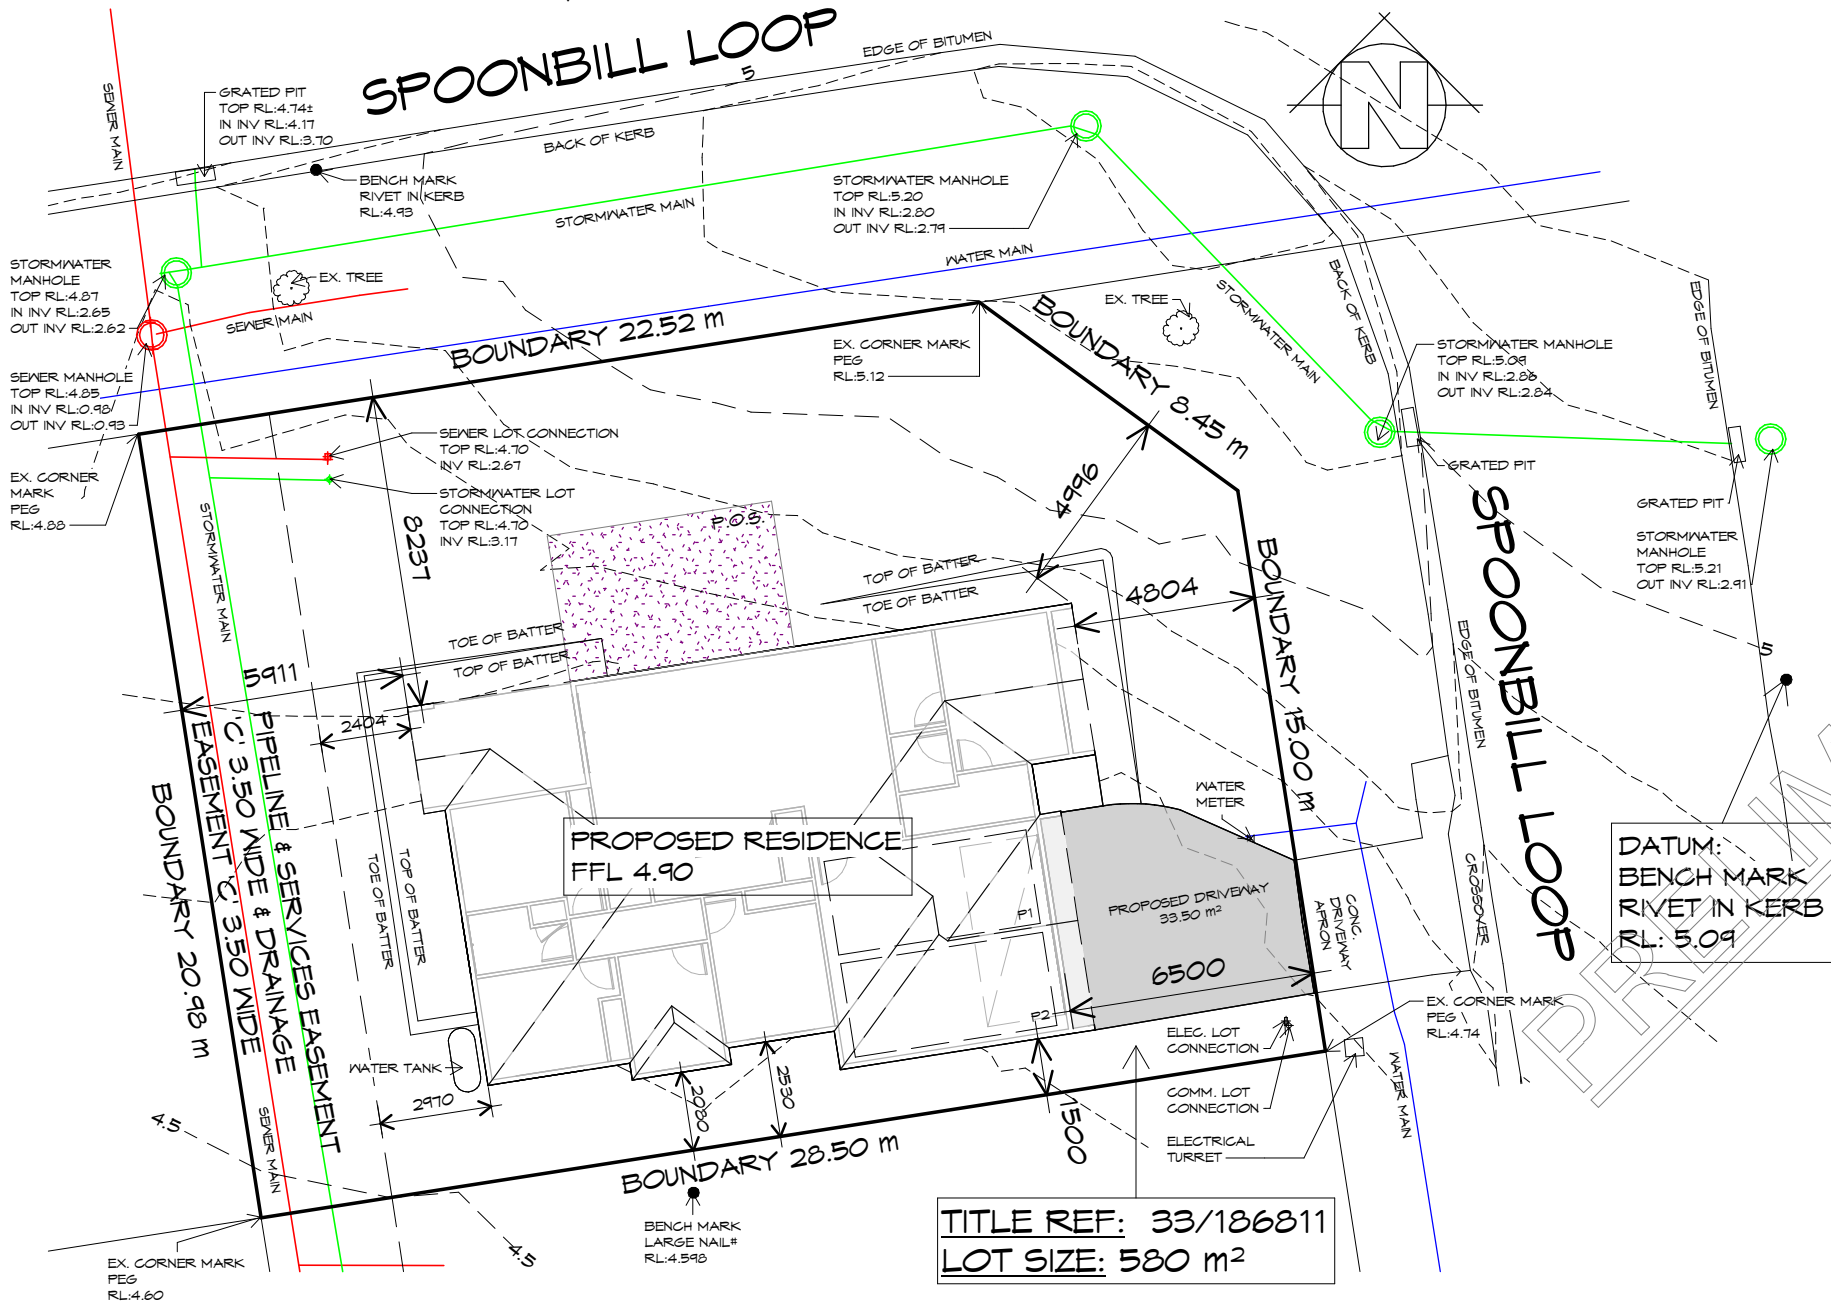 SPOONBILL LOOP
EDGE OF BITUMEN
5
BACK OF KERB
N
SEWER MAIN
GRATED PIT
TOP RL:4.74±
IN INV RL:4.17
OUT INV RL:3.70
BENCH MARK
RIVET IN KERB
RL:4.93
STORMWATER MAIN
STORMWATER MANHOLE
TOP RL:5.20
IN INV RL:2.80
OUT INV RL:2.79
WATER MAIN
STORMWATER
MANHOLE
TOP RL:4.87
IN INV RL:2.65
OUT INV RL:2.62
EX. TREE
SEWER MAIN
BOUNDARY 22.52 m
SEWER MANHOLE
TOP RL:4.85
IN INV RL:0.98
OUT INV RL:0.93
EX. CORNER
MARK
PEG
RL:4.88
EX. CORNER MARK
PEG
RL:5.12
BOUNDARY 8.45 m
EX. TREE
STORMWATER MAIN
BACK OF KERB
STORMWATER MANHOLE
TOP RL:5.09
IN INV RL:2.86
OUT INV RL:2.84
EDGE OF BITUMEN
GRATED PIT
GRATED PIT
STORMWATER
MANHOLE
TOP RL:5.21
OUT INV RL:2.91
SEWER LOT CONNECTION
TOP RL:4.70
INV RL:2.67
STORMWATER LOT
CONNECTION
TOP RL:4.70
INV RL:3.17
8237
P.O.S.
4996
STORMWATER MAIN
TOP OF BATTER
TOE OF BATTER
4804
BOUNDARY 15.00 m
SPOONBILL LOOP
EDGE OF BITUMEN
5
TOE OF BATTER
TOP OF BATTER
5911
2404
PIPELINE & SERVICES EASEMENT
'C' 3.50 WIDE & DRAINAGE
EASEMENT 'C' 3.50 WIDE
BOUNDARY 20.98 m
TOE OF BATTER
TOP OF BATTER
PROPOSED RESIDENCE
FFL 4.90
WATER
METER
PROPOSED DRIVEWAY
33.50 m²
P1
P2
6500
CONC.
DRIVEWAY
APRON
CROSSOVER
DATUM:
BENCH MARK
RIVET IN KERB
RL: 5.09
EX. CORNER MARK
PEG
RL:4.74
ELEC. LOT
CONNECTION
COMM. LOT
CONNECTION
ELECTRICAL
TURRET
WATER MAIN
WATER TANK
2970
2080
2530
1500
4.5
SEWER MAIN
BOUNDARY 28.50 m
4.5
BENCH MARK
LARGE NAIL#
RL:4.598
EX. CORNER MARK
PEG
RL:4.60
TITLE REF: 33/186811
LOT SIZE: 580 m²